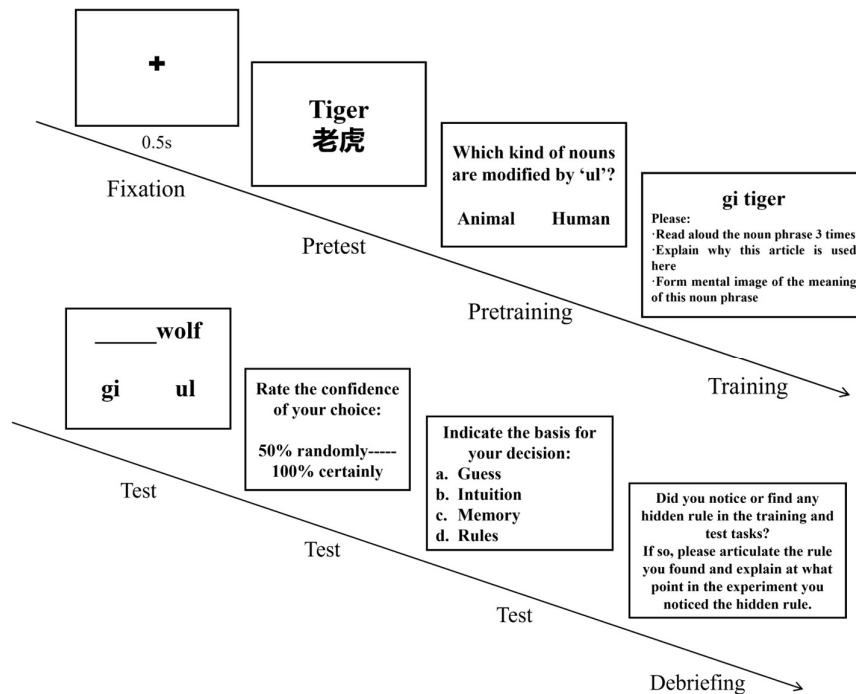 +
0.5s
Fixation
Tiger
老虎
Pretest
Which kind of nouns
are modified by ‘ul’?
Animal Human
Pretraining
gi tiger
Please:
·Read aloud the noun phrase 3 times
·Explain why this article is used
here
·Form mental image of the meaning
of this noun phrase
Training
______wolf
gi ul
Test
Rate the confidence
of your choice:
50% randomly-----
100% certainly
Test
Indicate the basis for
your decision:
a. Guess
b. Intuition
c. Memory
d. Rules
Test
Did you notice or find any
hidden rule in the training and
test tasks?
If so, please articulate the rule
you found and explain at what
point in the experiment you
noticed the hidden rule.
Debriefing